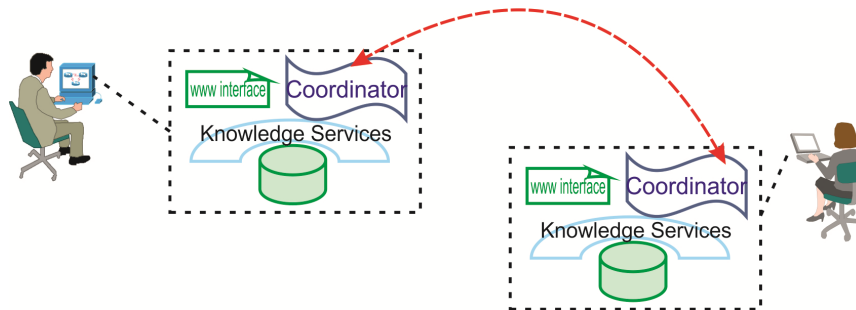 www interface
Coordinator
Knowledge Services
www interface
Coordinator
Knowledge Services